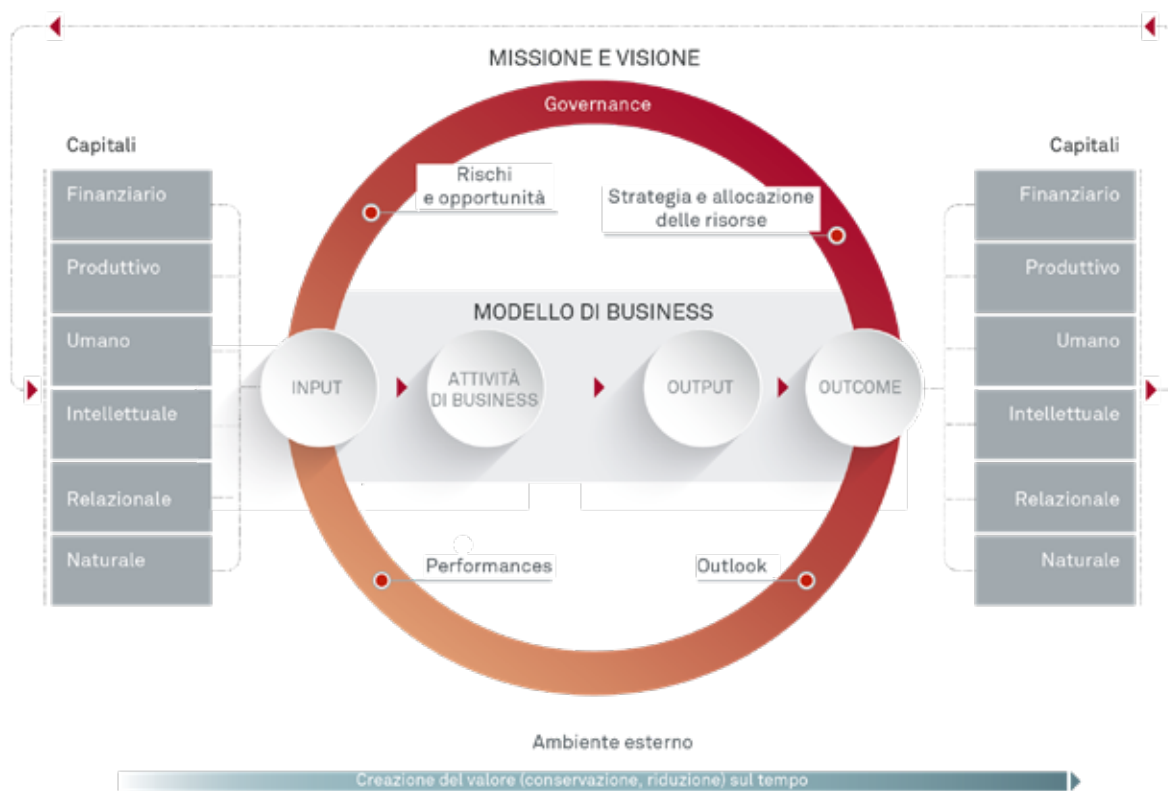 MISSIONE E VISIONE
Governance
Capitali
Finanziario
Produttivo
Umano
Intellettuale
Relazionale
Naturale
Rischi
e opportunità
Strategia e allocazione
delle risorse
MODELLO DI BUSINESS
INPUT
ATTIVITÀ
DI BUSINESS
OUTPUT
OUTCOME
Performances
Outlook
Capitali
Finanziario
Produttivo
Umano
Intellettuale
Relazionale
Naturale
Ambiente esterno
Creazione del valore (conservazione, riduzione) sul tempo